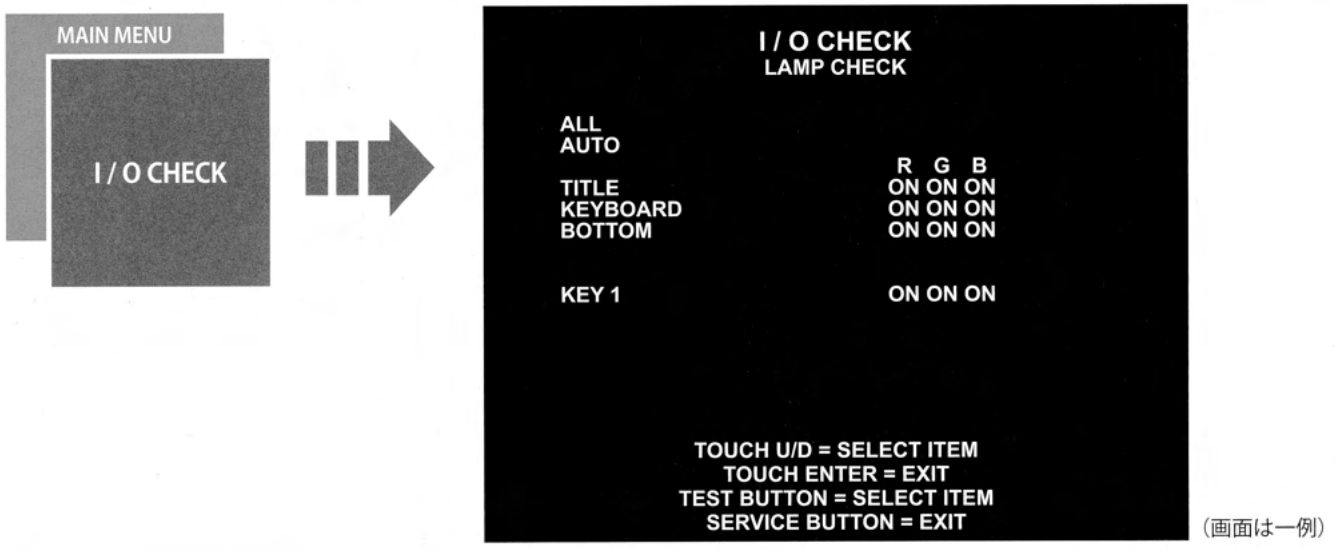 MAIN MENU
I / O CHECK
I / O CHECK
LAMP CHECK
ALL
AUTO
R G B
TITLE ON ON ON
KEYBOARD ON ON ON
BOTTOM ON ON ON
KEY 1 ON ON ON
TOUCH U/D = SELECT ITEM
TOUCH ENTER = EXIT
TEST BUTTON = SELECT ITEM
SERVICE BUTTON = EXIT
(画面は一例)